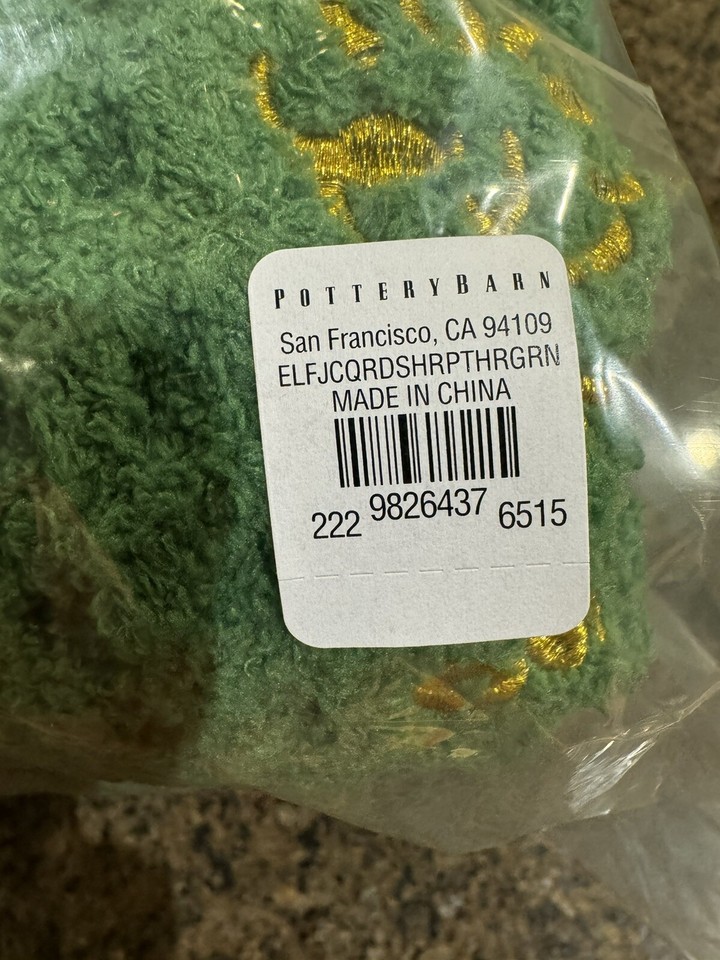 POTTERYBARN
San Francisco, CA 94109
ELFJCQRDSHRPTHRGRN
MADE IN CHINA
222 9826437 6515